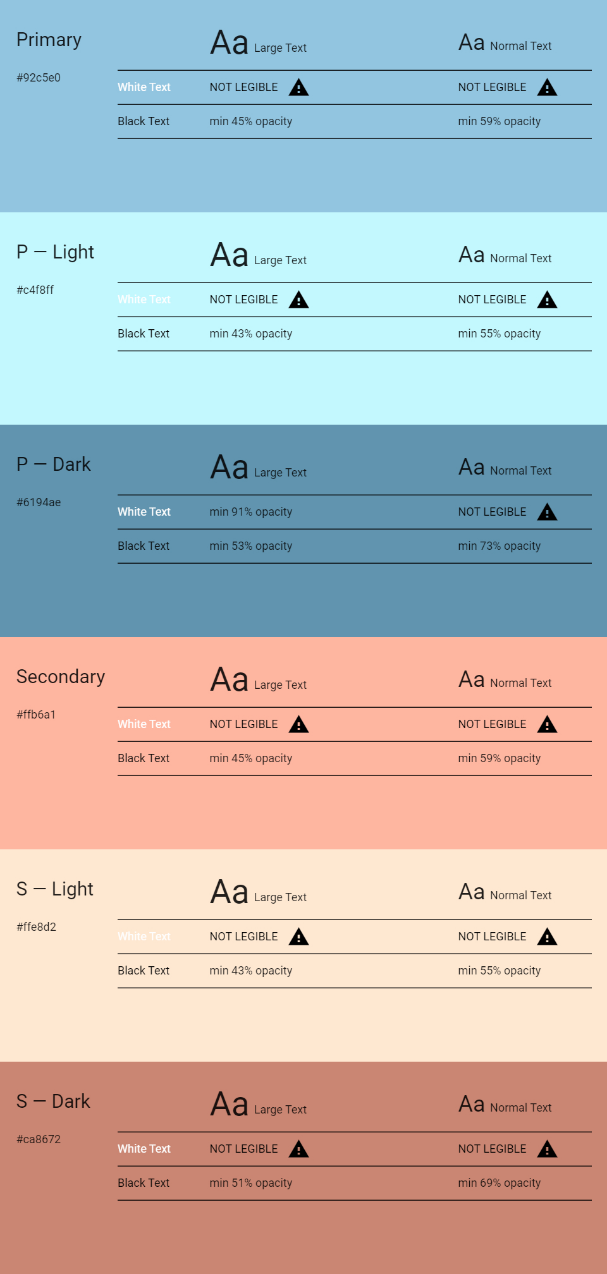 Primary
#92c5e0
Aa Large Text Aa Normal Text
White Text NOT LEGIBLE NOT LEGIBLE
Black Text min 45% opacity min 59% opacity
P — Light
#c4f8ff
Aa Large Text Aa Normal Text
White Text NOT LEGIBLE NOT LEGIBLE
Black Text min 43% opacity min 55% opacity
P — Dark
#6194ae
Aa Large Text Aa Normal Text
White Text min 91% opacity NOT LEGIBLE
Black Text min 53% opacity min 73% opacity
Secondary
#ffb6a1
Aa Large Text Aa Normal Text
White Text NOT LEGIBLE NOT LEGIBLE
Black Text min 45% opacity min 59% opacity
S — Light
#ffe8d2
Aa Large Text Aa Normal Text
White Text NOT LEGIBLE NOT LEGIBLE
Black Text min 43% opacity min 55% opacity
S — Dark
#ca8672
Aa Large Text Aa Normal Text
White Text NOT LEGIBLE NOT LEGIBLE
Black Text min 51% opacity min 69% opacity